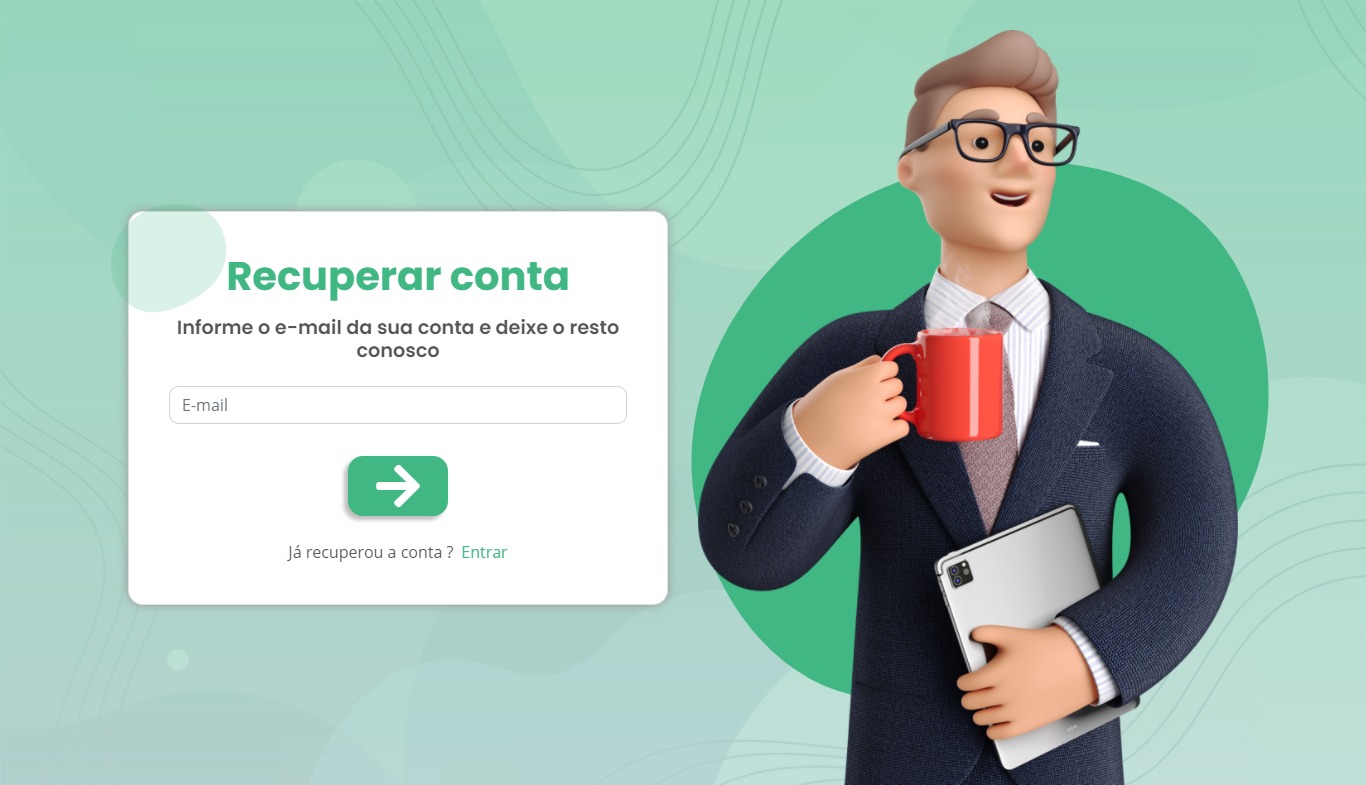 Recuperar conta
Informe o e-mail da sua conta e deixe o resto
conosco
E-mail
Já recuperou a conta ? Entrar